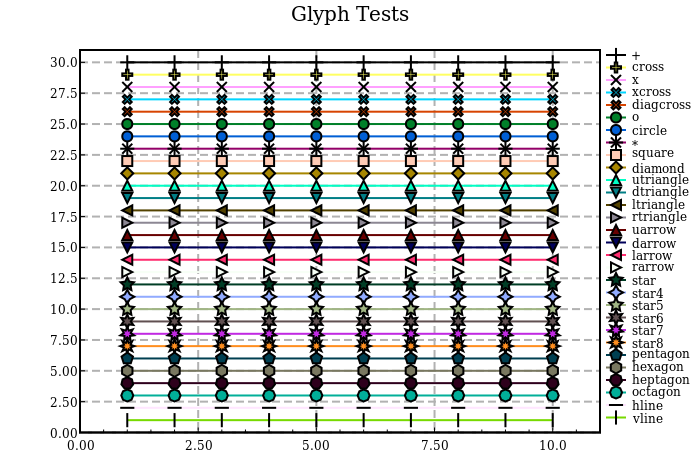 Glyph Tests
30.0
27.5
25.0
22.5
20.0
17.5
15.0
12.5
10.0
7.50
5.00
2.50
0.00
0.00 2.50 5.00 7.50 10.0
+
cross
x
xcross
diagcross
o
circle
*
square
diamond
utriangle
dtriangle
ltriangle
rtriangle
uarrow
darrow
larrow
rarrow
star
star4
star5
star6
star7
star8
pentagon
hexagon
heptagon
octagon
hline
vline